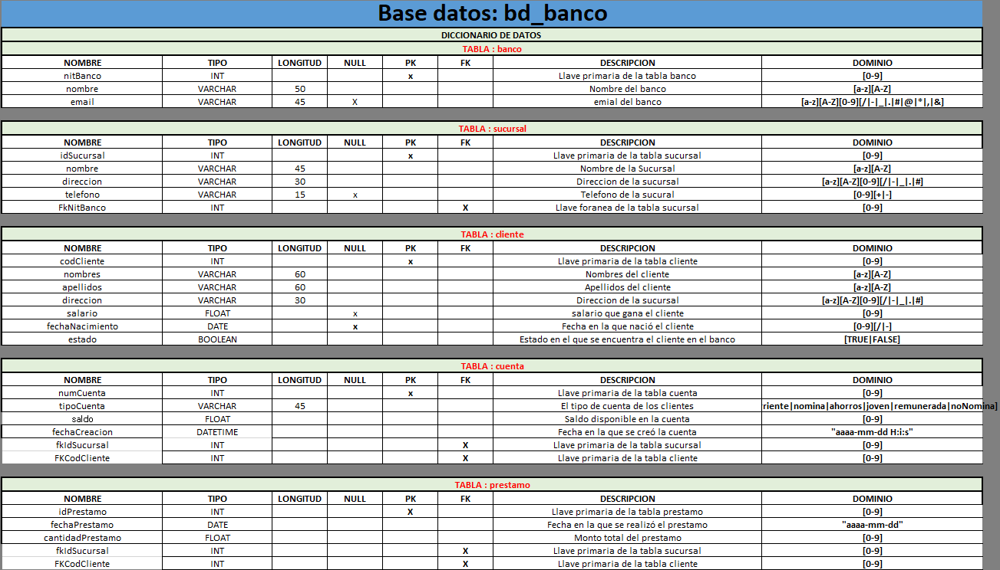 Base datos: bd_banco
DICCIONARIO DE DATOS
TABLA : banco
NOMBRE TIPO LONGITUD NULL PK FK DESCRIPCION DOMINIO
nitBanco INT x Llave primaria de la tabla banco [0-9]
nombre VARCHAR 50 Nombre del banco [a-z][A-Z]
email VARCHAR 45 X emial del banco [a-z][A-Z][0-9][/|-|_|.|#|@|*|,|&]
TABLA : sucursal
NOMBRE TIPO LONGITUD NULL PK FK DESCRIPCION DOMINIO
idSucursal INT x Llave primaria de la tabla sucursal [0-9]
nombre VARCHAR 45 Nombre de la Sucursal [a-z][A-Z]
direccion VARCHAR 30 Direccion de la sucursal [a-z][A-Z][0-9][/|-|_|.|#]
telefono VARCHAR 15 x Telefono de la sucural [0-9][+|-]
FkNitBanco INT X Llave foranea de la tabla sucursal [0-9]
TABLA : cliente
NOMBRE TIPO LONGITUD NULL PK FK DESCRIPCION DOMINIO
codCliente INT x Llave primaria de la tabla cliente [0-9]
nombres VARCHAR 60 Nombres del cliente [a-z][A-Z]
apellidos VARCHAR 60 Apellidos del cliente [a-z][A-Z]
direccion VARCHAR 30 Direccion de la sucursal [a-z][A-Z][0-9][/|-|_|.|#]
salario FLOAT x salario que gana el cliente [0-9]
fechaNacimiento DATE x Fecha en la que nació el cliente [0-9][/|-]
estado BOOLEAN Estado en el que se encuentra el cliente en el banco [TRUE|FALSE]
TABLA : cuenta
NOMBRE TIPO LONGITUD NULL PK FK DESCRIPCION DOMINIO
numCuenta INT x Llave primaria de la tabla cuenta [0-9]
tipoCuenta VARCHAR 45 El tipo de cuenta de los clientes riente|nomina|ahorros|joven|remunerada|noNomina]
saldo FLOAT Saldo disponible en la cuenta [0-9]
fechaCreacion DATETIME Fecha en la que se creó la cuenta "aaaa-mm-dd H:i:s"
fkIdSucursal INT X Llave primaria de la tabla sucursal [0-9]
FKCodCliente INT X Llave primaria de la tabla cliente [0-9]
TABLA : prestamo
NOMBRE TIPO LONGITUD NULL PK FK DESCRIPCION DOMINIO
idPrestamo INT X Llave primaria de la tabla prestamo [0-9]
fechaPrestamo DATE Fecha en la que se realizó el prestamo "aaaa-mm-dd"
cantidadPrestamo FLOAT Monto total del prestamo [0-9]
fkIdSucursal INT X Llave primaria de la tabla sucursal [0-9]
FKCodCliente INT X Llave primaria de la tabla cliente [0-9]